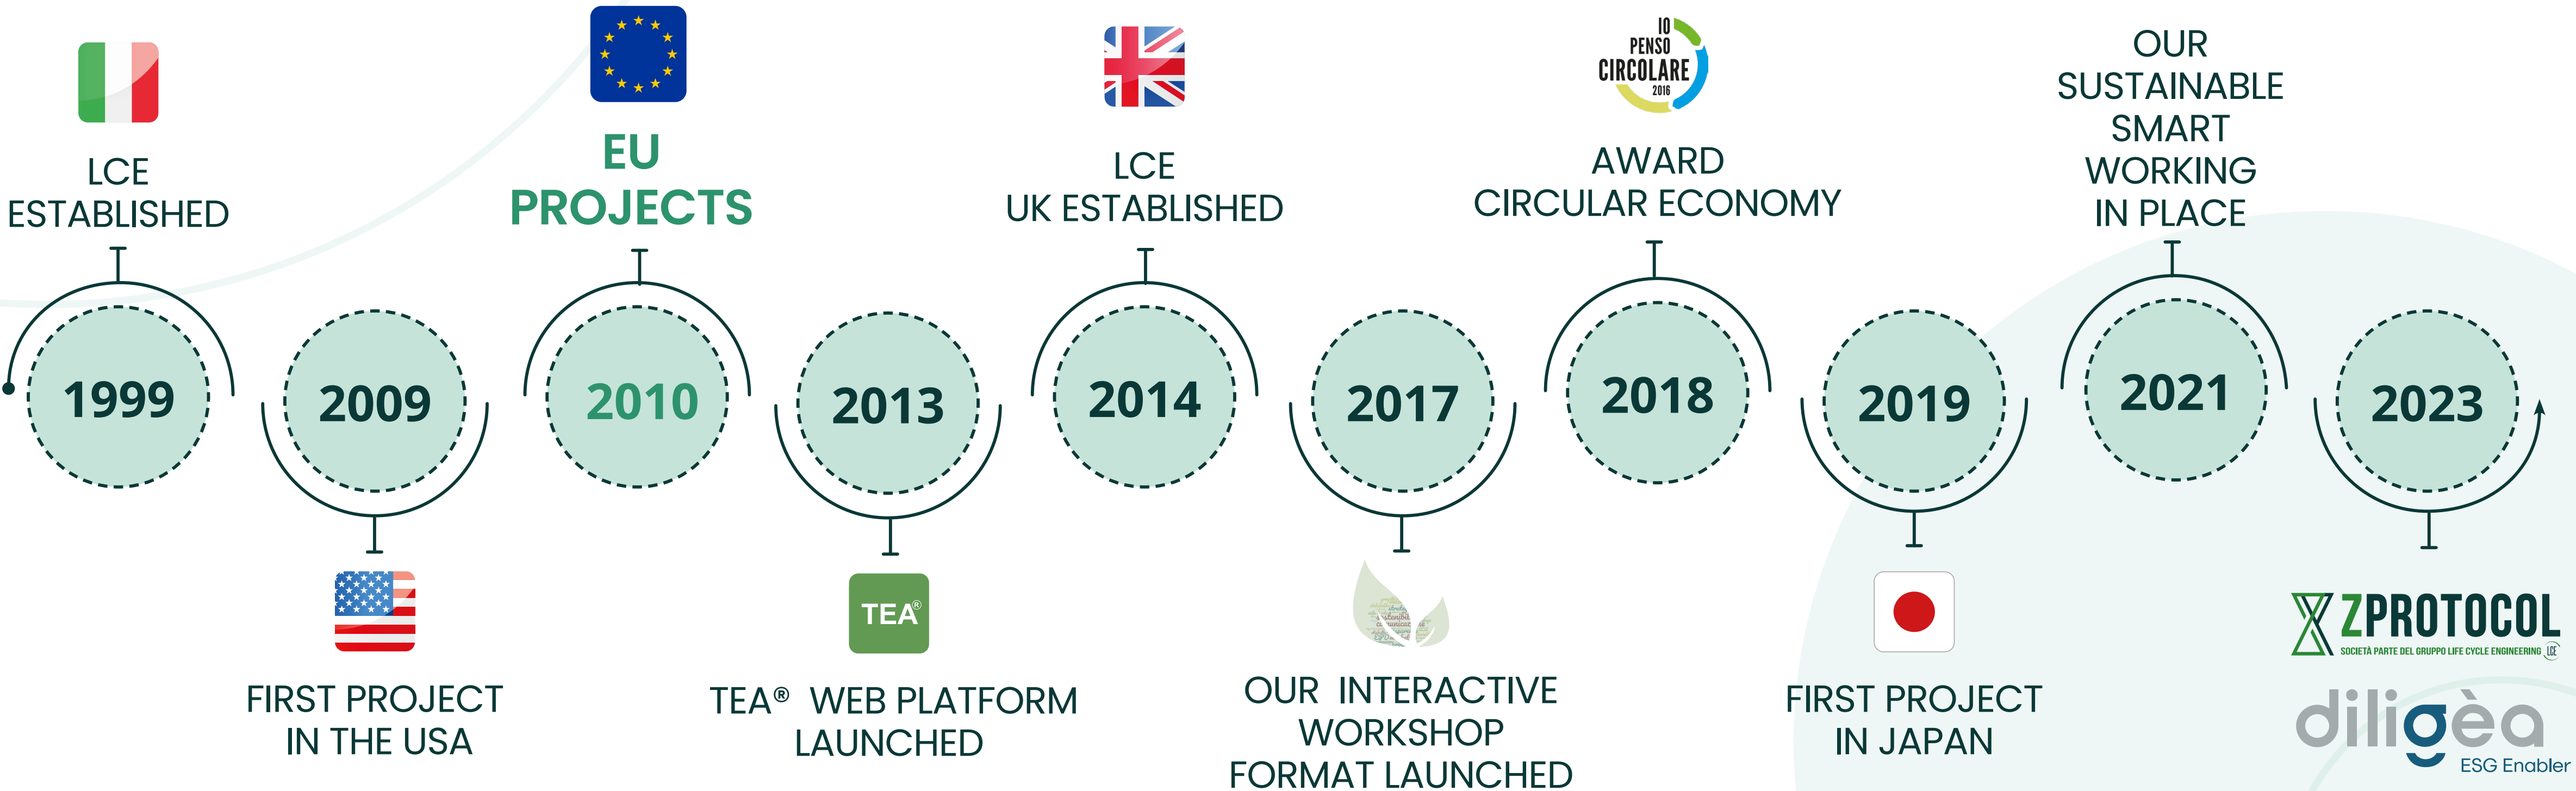 LCE
ESTABLISHED
1999
2009
FIRST PROJECT
IN THE USA
EU
PROJECTS
2010
2013
TEA®
TEA® WEB PLATFORM
LAUNCHED
LCE
UK ESTABLISHED
2014
2017
OUR INTERACTIVE
WORKSHOP
FORMAT LAUNCHED
IO
PENSO
CIRCOLARE
2016
AWARD
CIRCULAR ECONOMY
2018
2019
FIRST PROJECT
IN JAPAN
OUR
SUSTAINABLE
SMART
WORKING
IN PLACE
2021
2023
ZPROTOCOL
SOCIETÀ PARTE DEL GRUPPO LIFE CYCLE ENGINEERING LCE
diligèa
ESG Enabler